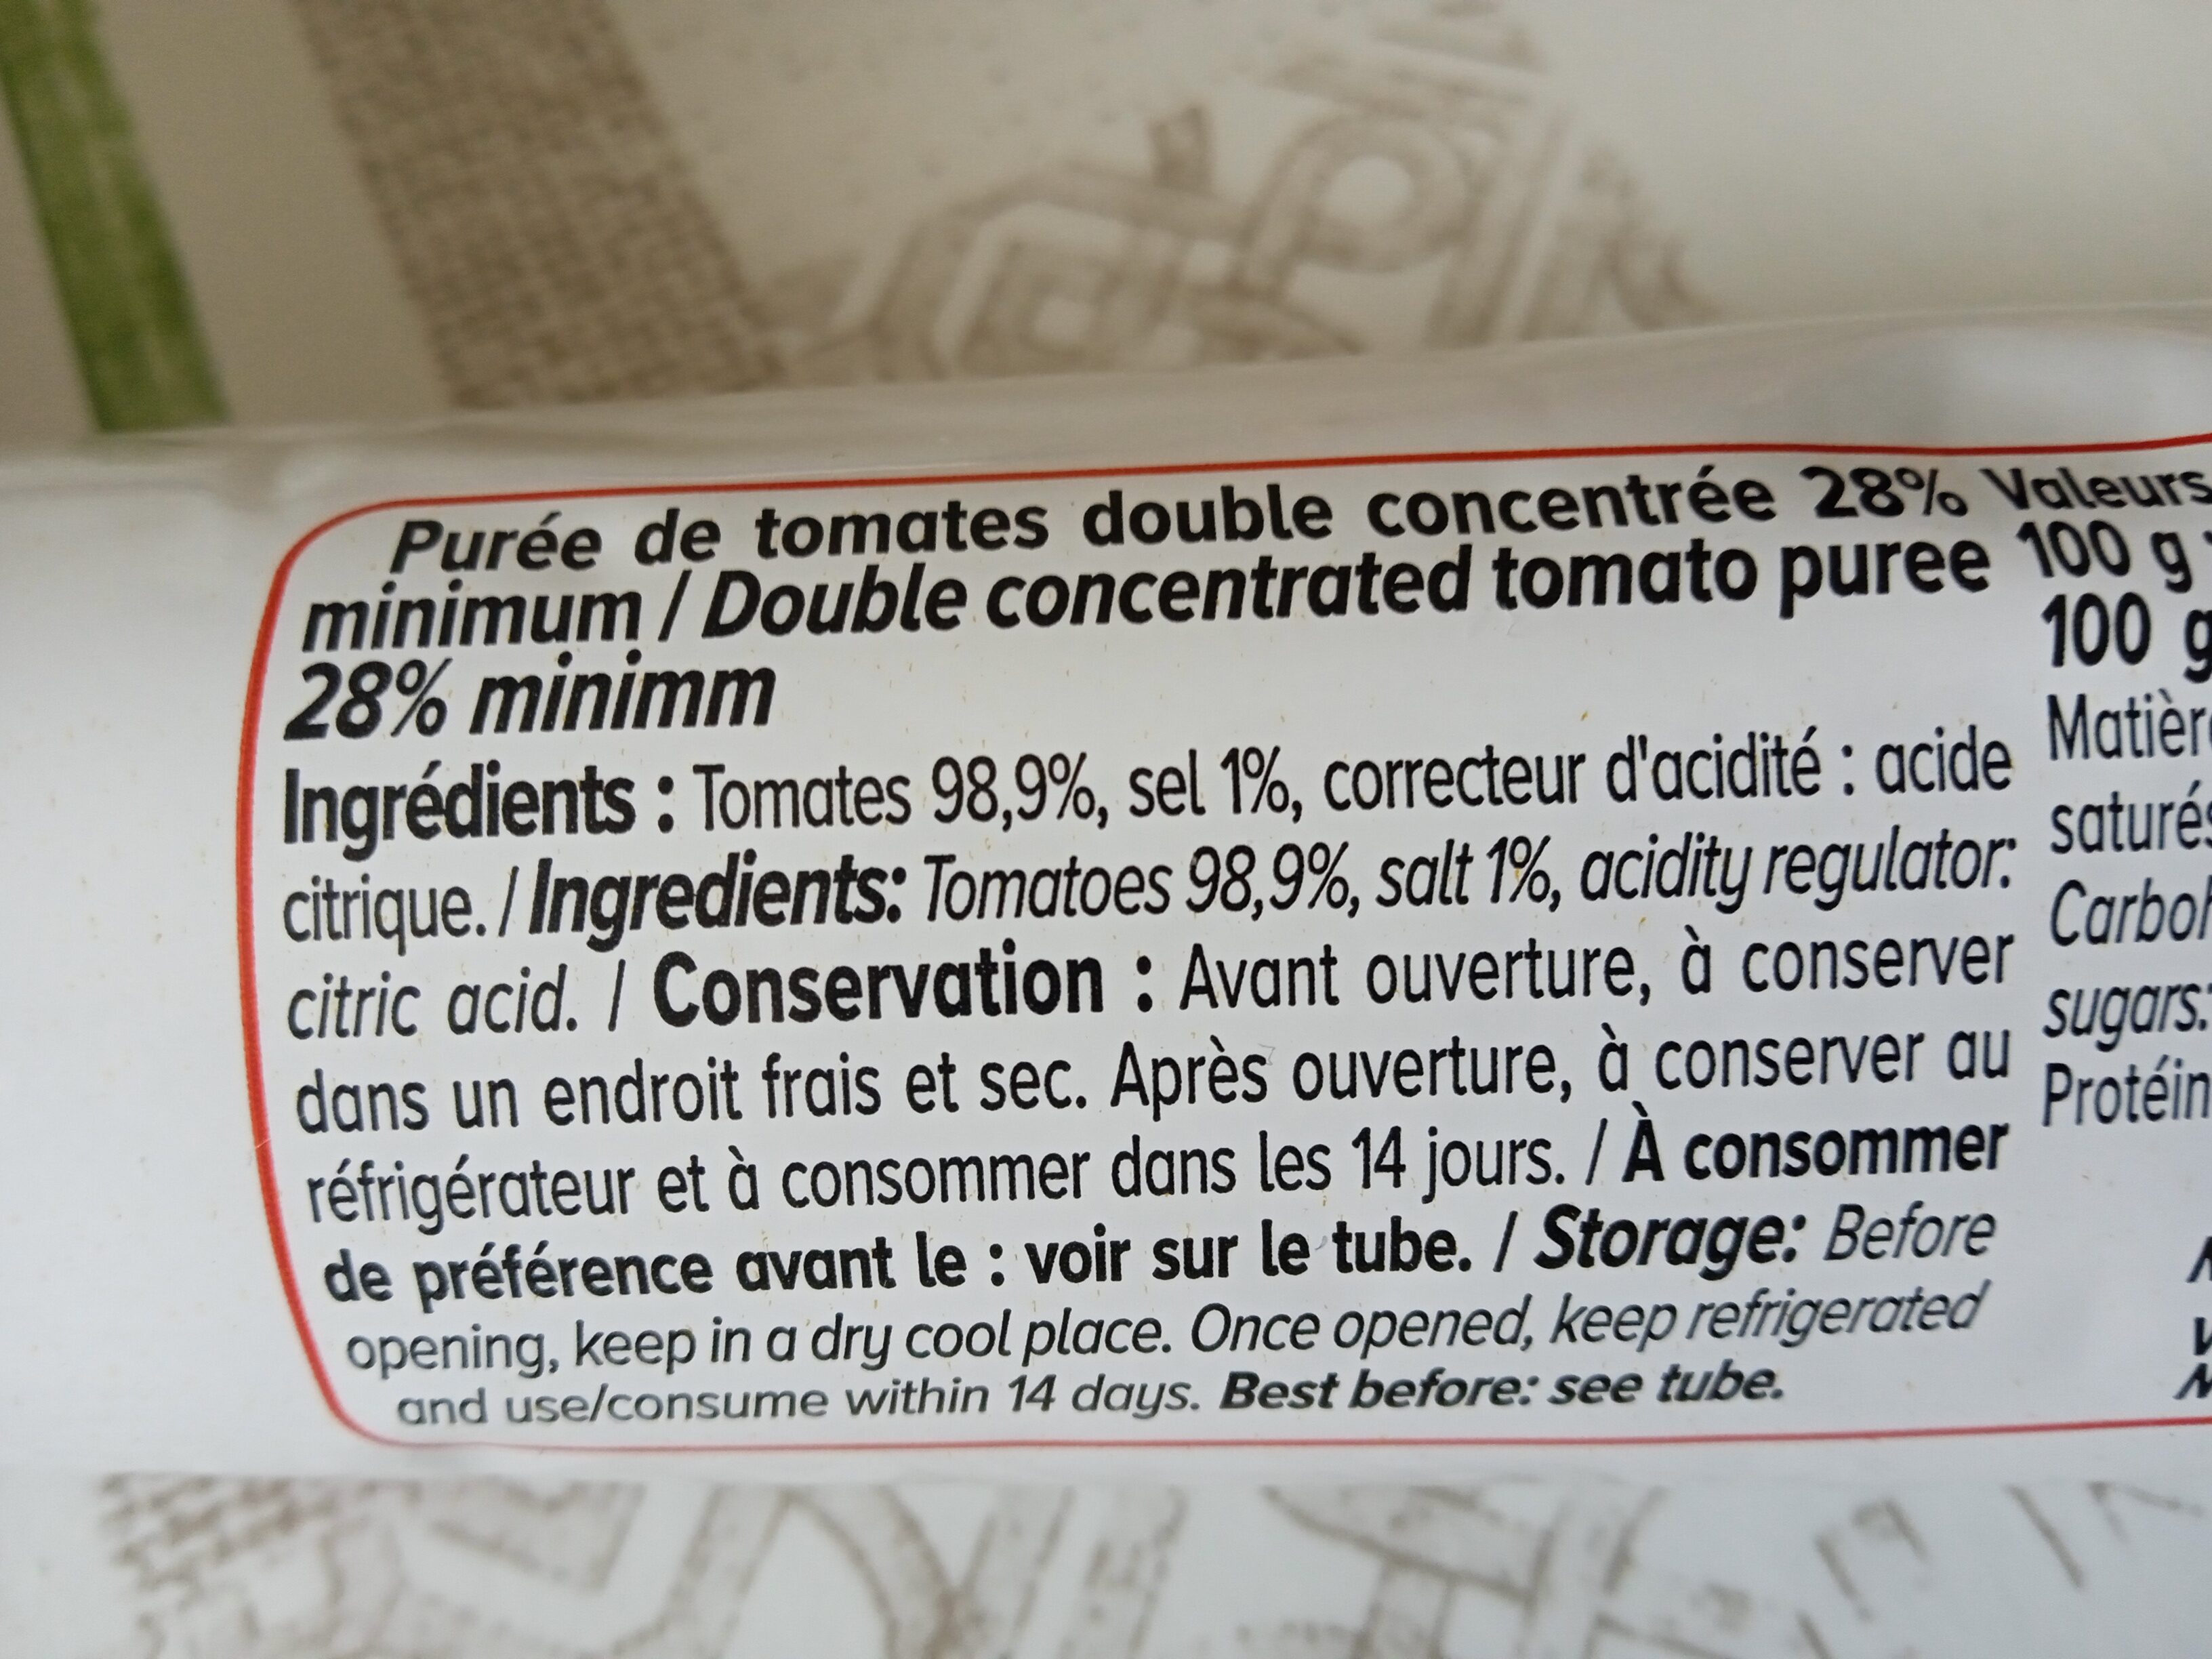 Purée de tomates double concentrée 28%
minimum / Double concentrated tomato puree
28% minimm
Ingrédients : Tomates 98,9%, sel 1%, correcteur d'acidité : acide
citrique. / Ingredients: Tomatoes 98,9%, salt 1%, acidity regulator:
citric acid. / Conservation : Avant ouverture, à conserver
dans un endroit frais et sec. Après ouverture, à conserver au
réfrigérateur et à consommer dans les 14 jours. / À consommer
de préférence avant le : voir sur le tube. / Storage: Before
opening, keep in a dry cool place. Once opened, keep refrigerated
and use/consume within 14 days. Best before: see tube.
Valeurs
100 g
100 g
sugars: